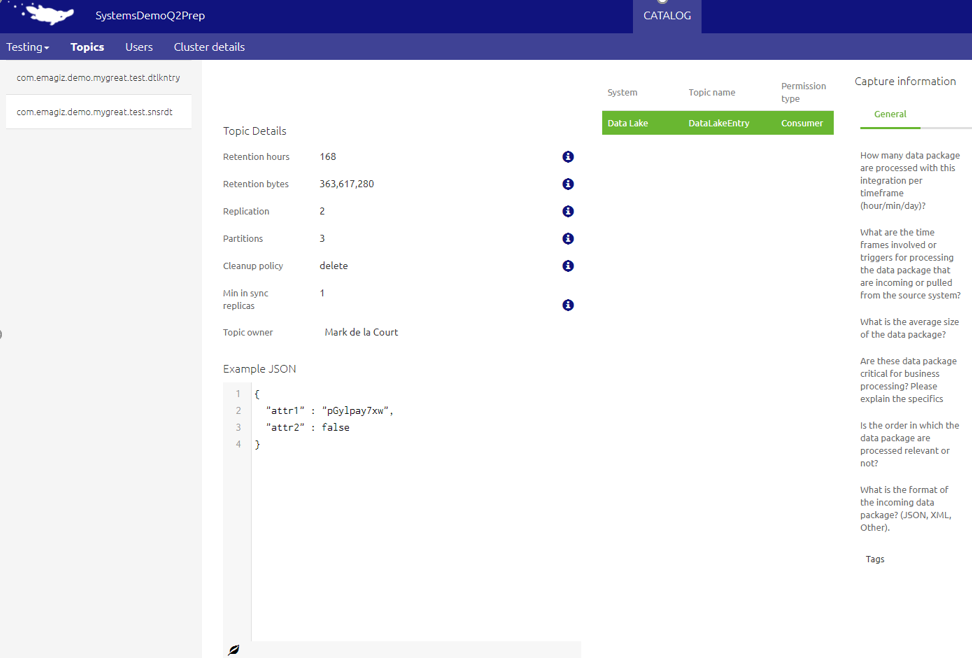 SystemsDemoQ2Prep
CATALOG
Testing
Topics
Users
Cluster details
com.emagiz.demo.mygreat.test.dtlkntry
com.emagiz.demo.mygreat.test.snsrdt
Topic Details
Retention hours 168
Retention bytes 363,617,280
Replication 2
Partitions 3
Cleanup policy delete
Min in sync 1
replicas
Topic owner Mark de la Court
Example JSON
1 {
2 "attr1" : "pGylpay7xw",
3 "attr2" : false
4 }
System Topic name Permission
type
Data Lake DataLakeEntry Consumer
Capture information
General
How many data package
are processed with this
integration per
timeframe
(hour/min/day)?
What are the time
frames involved or
triggers for processing
the data package that
are incoming or pulled
from the source system?
What is the average size
of the data package?
Are these data package
critical for business
processing? Please
explain the specifics
Is the order in which the
data package are
processed relevant or
not?
What is the format of
the incoming data
package? (JSON, XML,
Other).
Tags